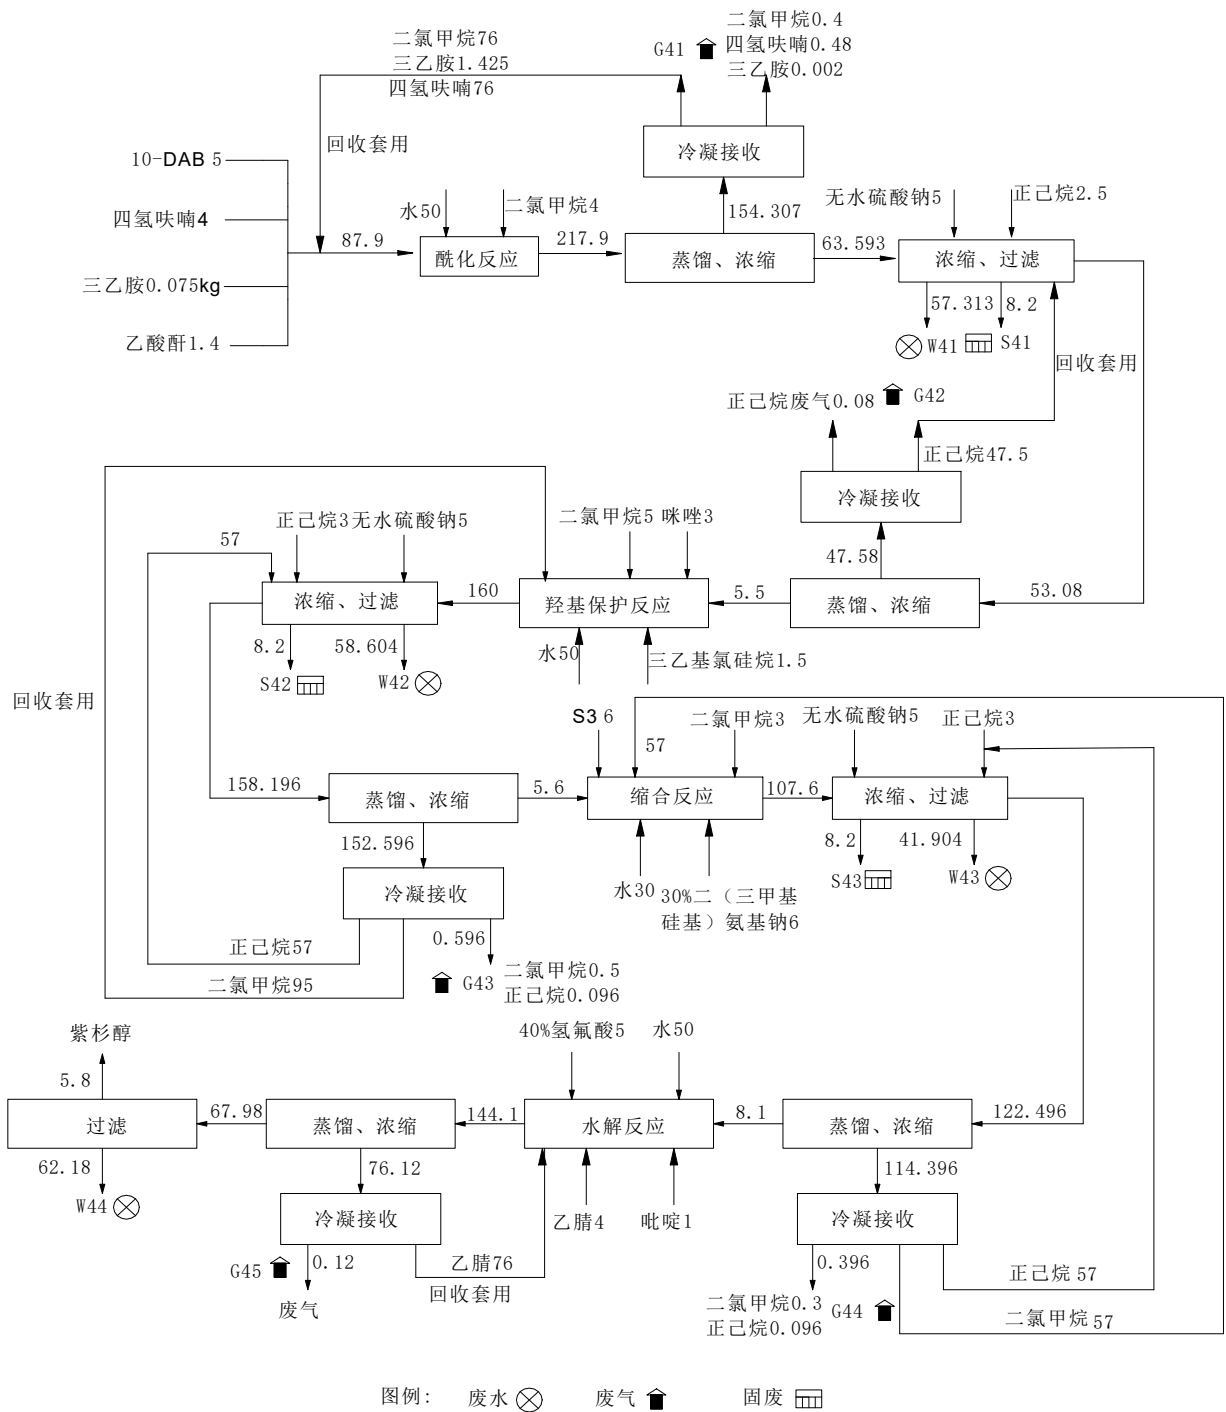 二氯甲烷76
三乙胺1.425
四氢呋喃76
G41
二氯甲烷0.4
四氢呋喃0.48
三乙胺0.002
回收套用
冷凝接收
10-DAB 5
四氢呋喃4
三乙胺0.075kg
乙酸酐1.4
87.9
水50
二氯甲烷4
酰化反应
217.9
154.307
蒸馏、浓缩
63.593
无水硫酸钠5
正己烷2.5
浓缩、过滤
57.313
8.2
W41
S41
回收套用
正己烷废气0.08
G42
正己烷47.5
冷凝接收
47.58
57
正己烷3无水硫酸钠5
二氯甲烷5 咪唑3
浓缩、过滤
160
羟基保护反应
5.5
蒸馏、浓缩
53.08
8.2
58.604
S42
W42
水50
三乙基氯硅烷1.5
回收套用
S3 6
57
二氯甲烷3
无水硫酸钠5
正己烷3
158.196
蒸馏、浓缩
5.6
缩合反应
107.6
浓缩、过滤
152.596
8.2
41.904
S43
W43
冷凝接收
水30
30%二（三甲基
硅基）氨基钠6
正己烷57
二氯甲烷95
0.596
G43
二氯甲烷0.5
正己烷0.096
紫杉醇
5.8
40%氢氟酸5
水50
过滤
67.98
蒸馏、浓缩
144.1
水解反应
8.1
蒸馏、浓缩
122.496
62.18
W44
76.12
114.396
冷凝接收
乙腈4
吡啶1
冷凝接收
G45
0.12
废气
乙腈76
回收套用
0.396
二氯甲烷0.3
正己烷0.096
G44
正己烷 57
二氯甲烷 57
图例：
废水
废气
固废